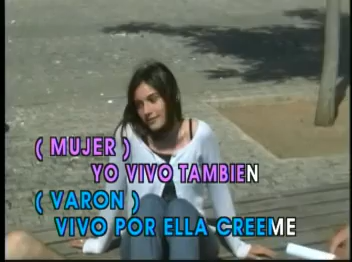 ( MUJER )
YO VIVO TAMBIEN
( VARON )
VIVO POR ELLA CREEME